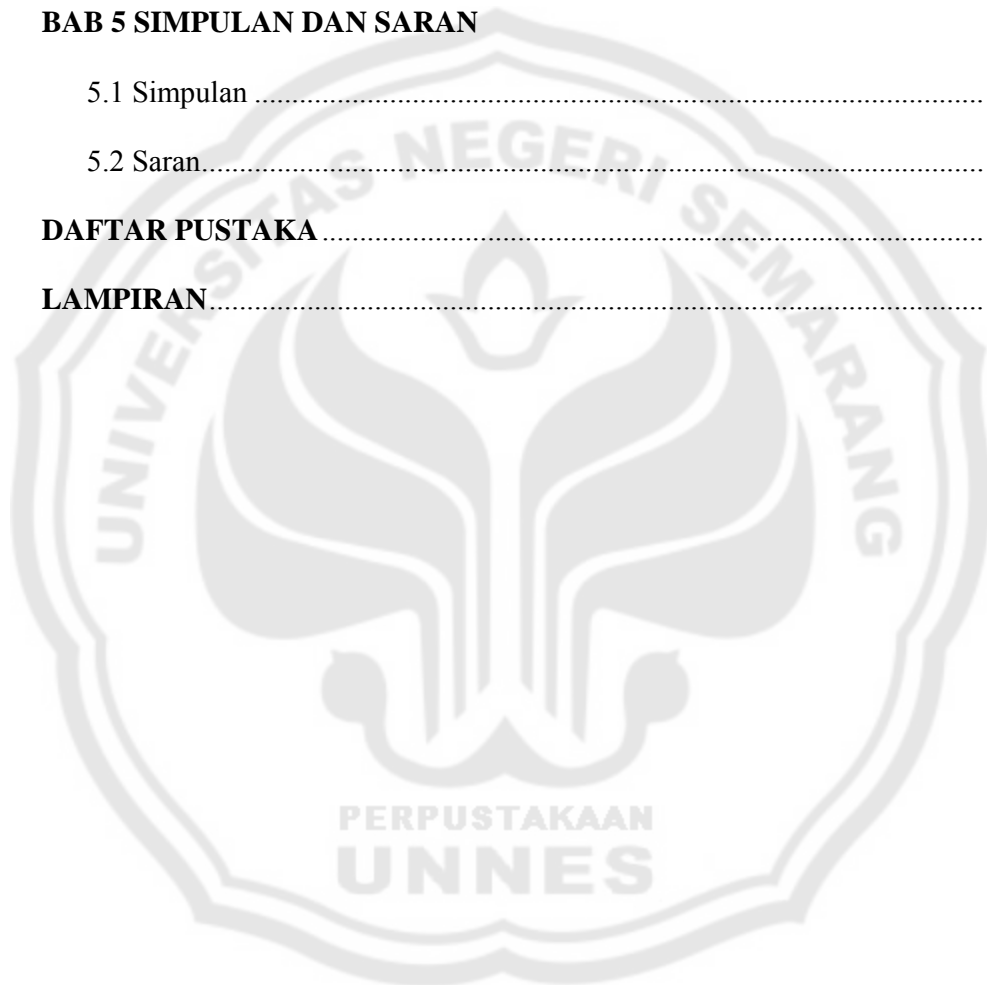 BAB 5 SIMPULAN DAN SARAN
5.1 Simpulan ................................................................................
5.2 Saran......................................................................................
DAFTAR PUSTAKA.........................................................................
LAMPIRAN.....................................................................................
UNIVERSITAS NEGERI SEMARANG
PERPUSTAKAAN
UNNES